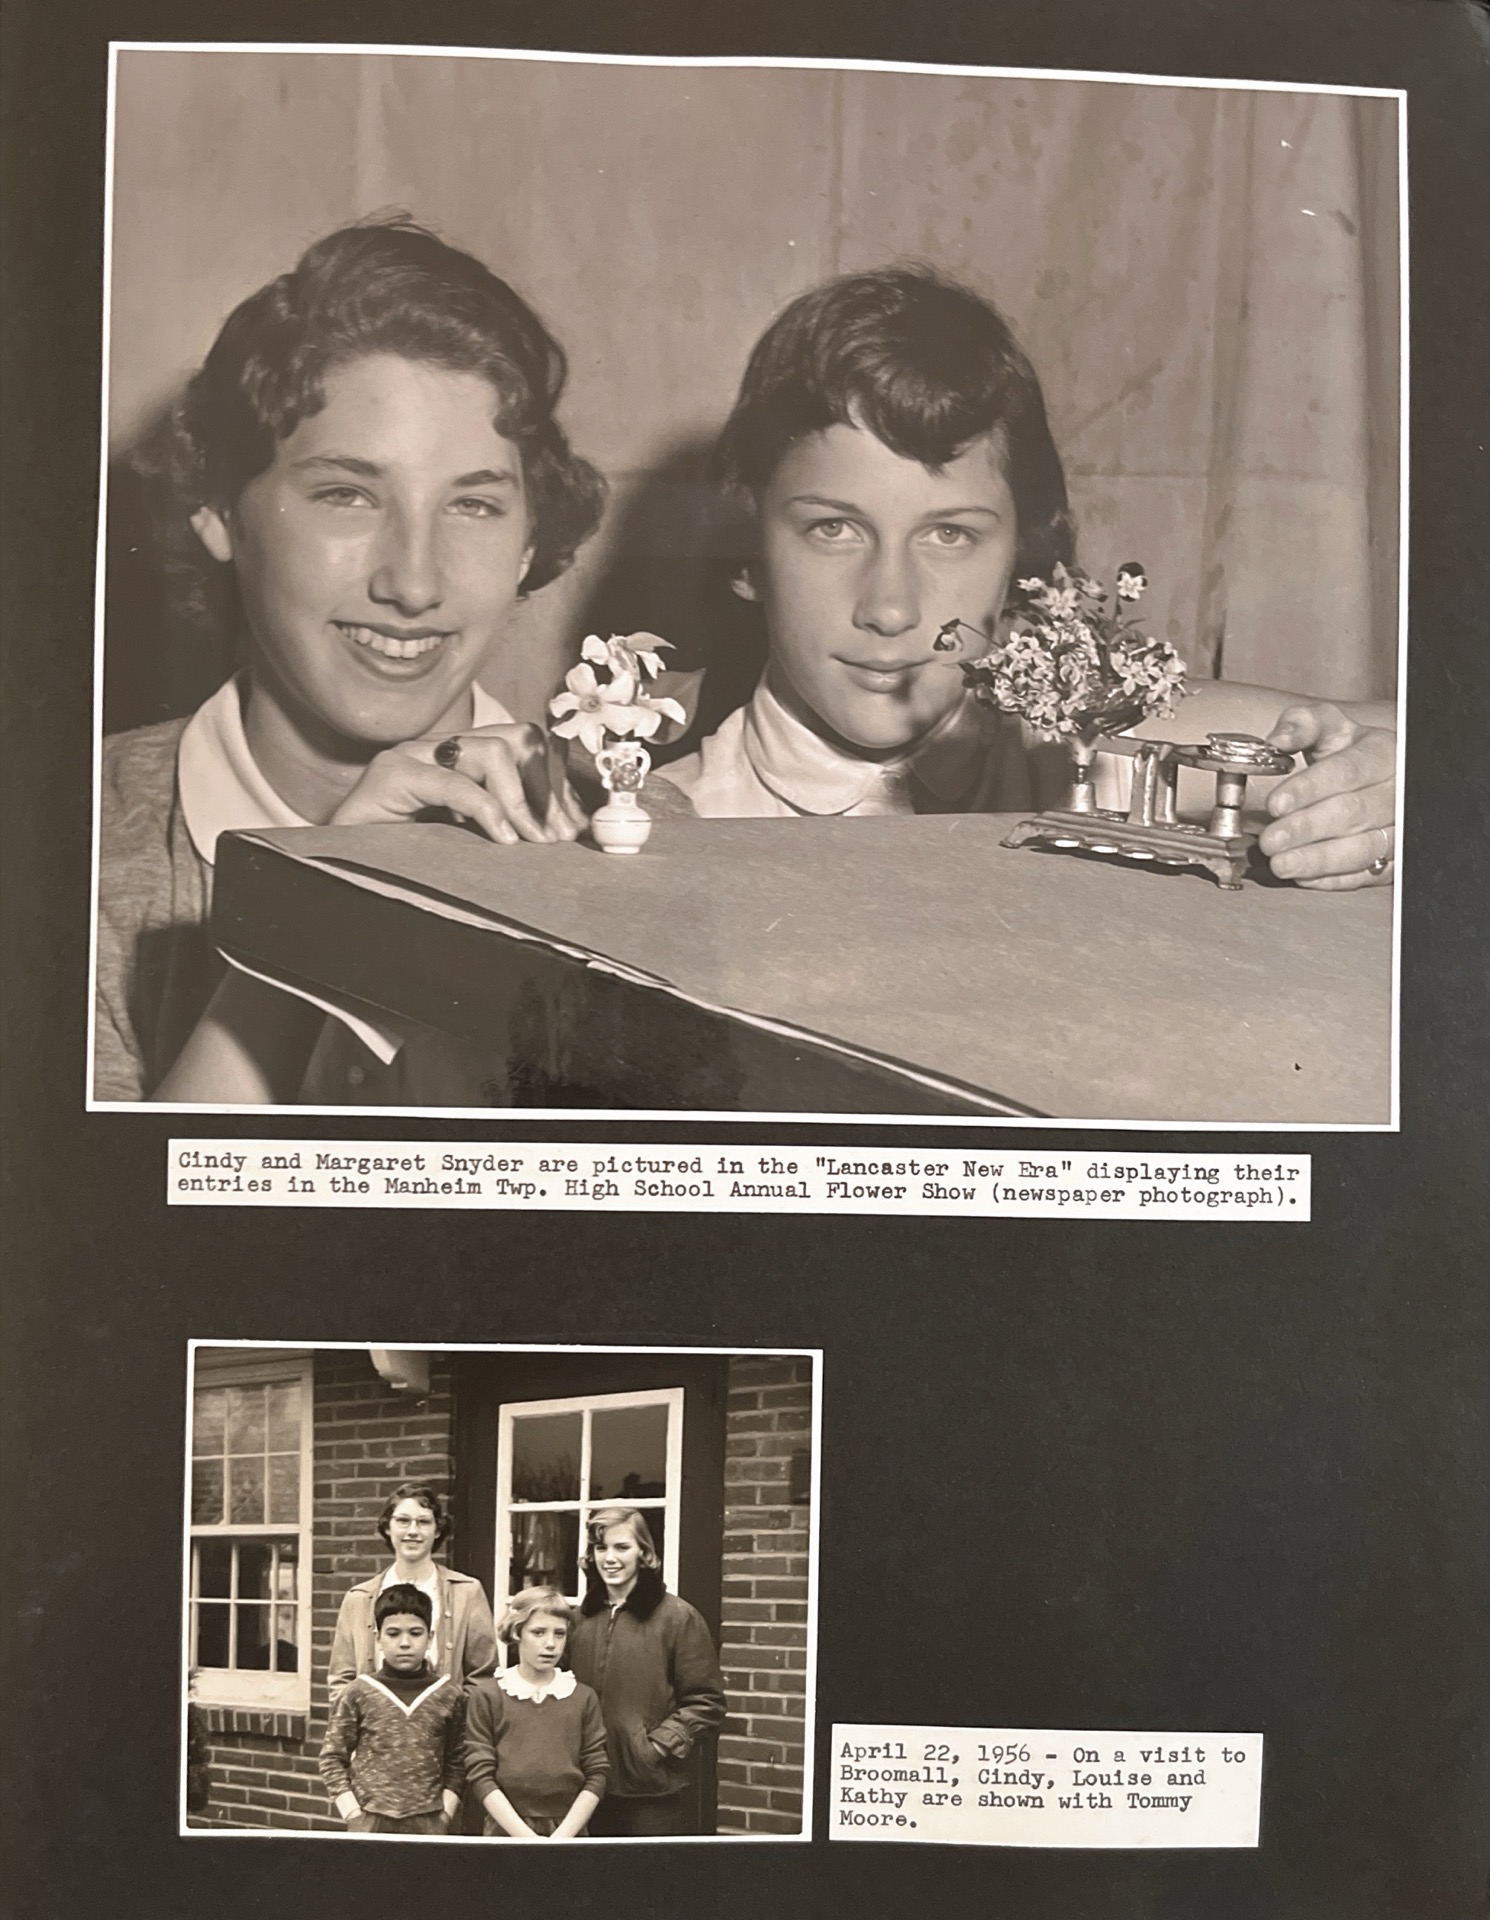 Cindy and Margaret Snyder are pictured in the "Lancaster New Era" displaying their
entries in the Manheim Twp. High School Annual Flower Show (newspaper photograph).
April 22, 1956 - On a visit to
Broomall, Cindy, Louise and
Kathy are shown with Tommy
Moore.